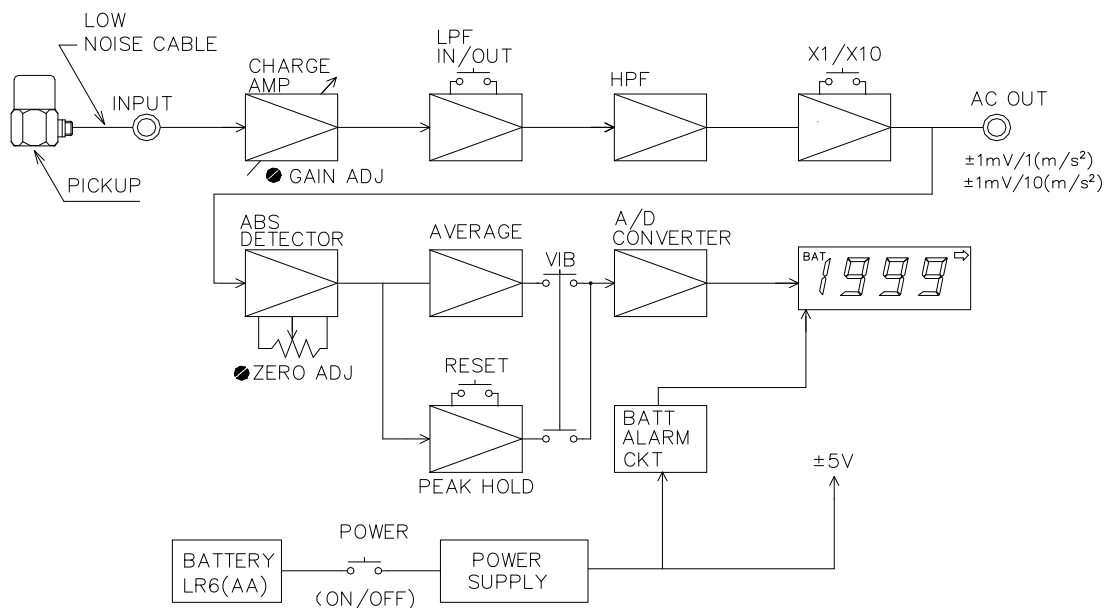 LOW
NOISE CABLE
INPUT
PICKUP
CHARGE
AMP
GAIN ADJ
LPF
IN/OUT
HPF
X1/X10
AC OUT
±1mV/1(m/s²)
±1mV/10(m/s²)
ABS
DETECTOR
ZERO ADJ
AVERAGE
VIB
A/D
CONVERTER
BAT
1999
RESET
PEAK HOLD
BATT
ALARM
CKT
±5V
BATTERY
LR6(AA)
POWER
(ON/OFF)
POWER
SUPPLY